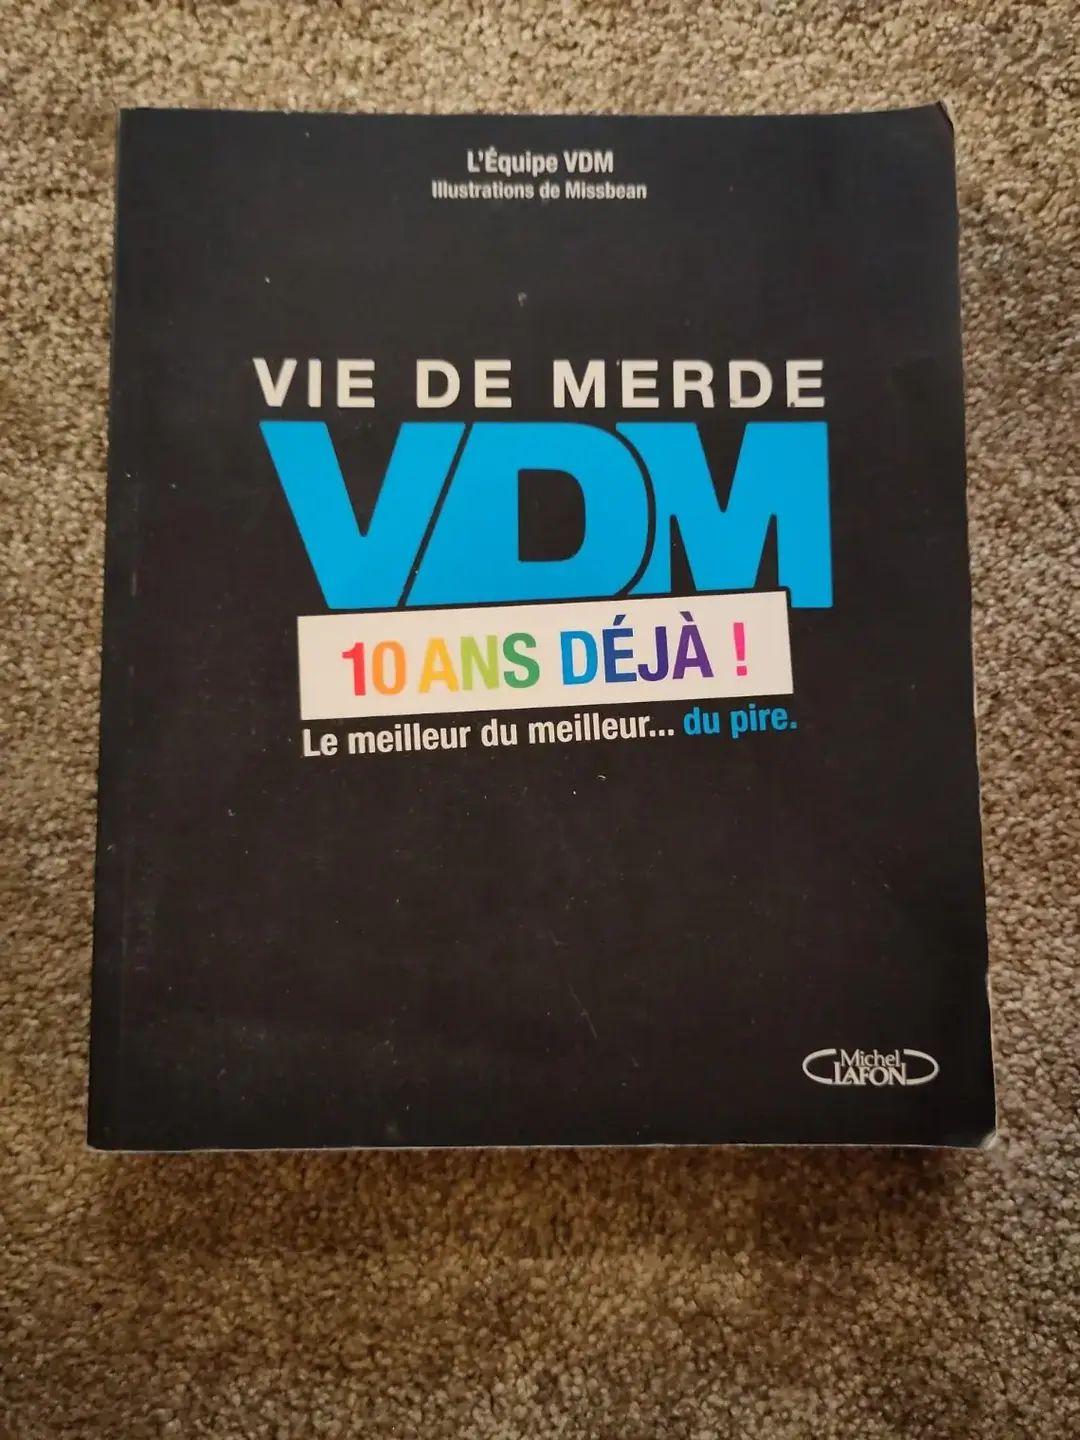 L'Équipe VDM
Illustrations de Missbean
VIE DE MERDE
VDM
10 ANS DÉJÀ !
Le meilleur du meilleur... du pire.
Michel
LAFON